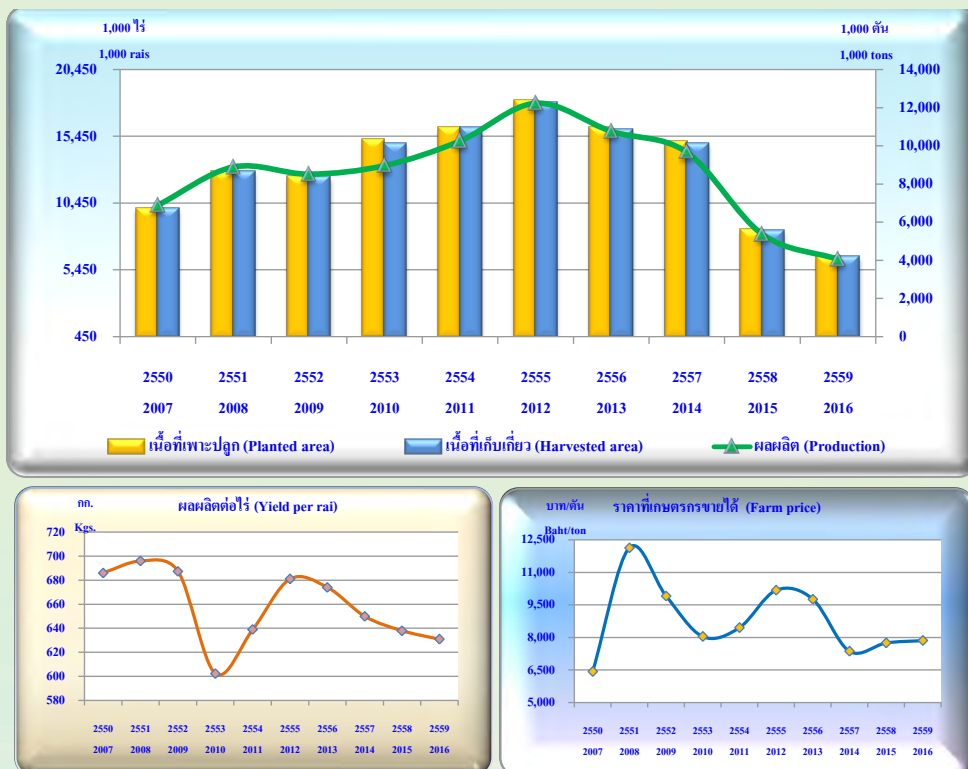 1,000 ไร่ 1,000 ตัน
1,000 rais 1,000 tons
20,450 14,000
12,000
15,450 10,000
8,000
10,450 6,000
5,450 4,000
2,000
450 0
2550 2551 2552 2553 2554 2555 2556 2557 2558 2559
2007 2008 2009 2010 2011 2012 2013 2014 2015 2016
เนื้อที่เพาะปลูก (Planted area) เนื้อที่เก็บเกี่ยว (Harvested area) ผลผลิต (Production)
กก. ผลผลิตต่อไร่ (Yield per rai)
Kgs.
720
700
680
660
640
620
600
580
2550 2551 2552 2553 2554 2555 2556 2557 2558 2559
2007 2008 2009 2010 2011 2012 2013 2014 2015 2016
บาท/ตัน ราคาที่เกษตรกรขายได้ (Farm price)
Baht/ton
12,500
11,000
9,500
8,000
6,500
5,000
2550 2551 2552 2553 2554 2555 2556 2557 2558 2559
2007 2008 2009 2010 2011 2012 2013 2014 2015 2016